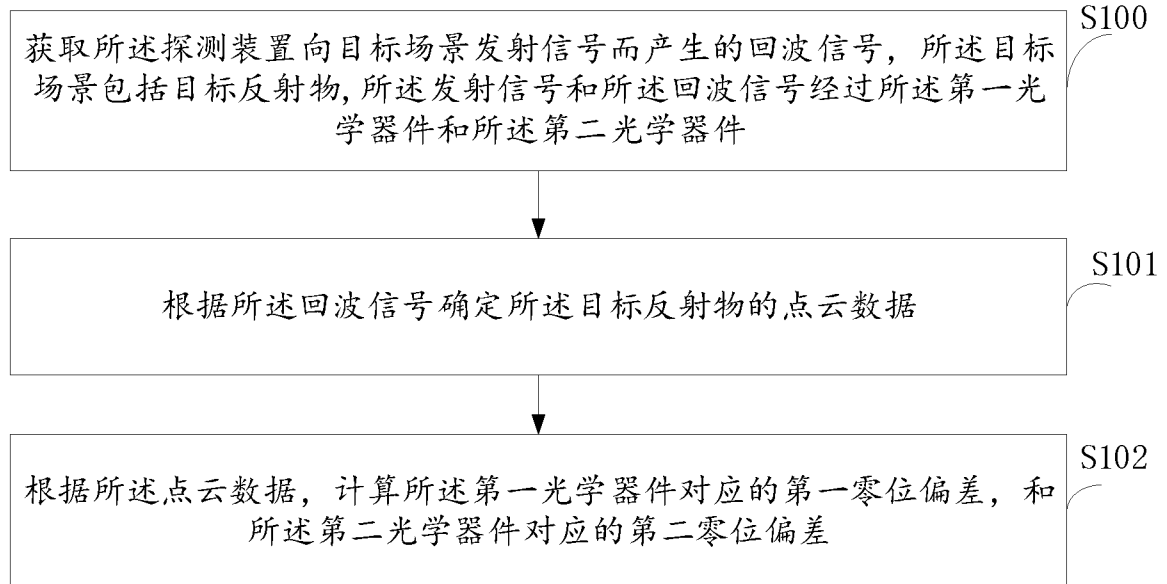 S100
获取所述探测装置向目标场景发射信号而产生的回波信号，所述目标
场景包括目标反射物,所述发射信号和所述回波信号经过所述第一光
学器件和所述第二光学器件
S101
根据所述回波信号确定所述目标反射物的点云数据
S102
根据所述点云数据，计算所述第一光学器件对应的第一零位偏差，和
所述第二光学器件对应的第二零位偏差